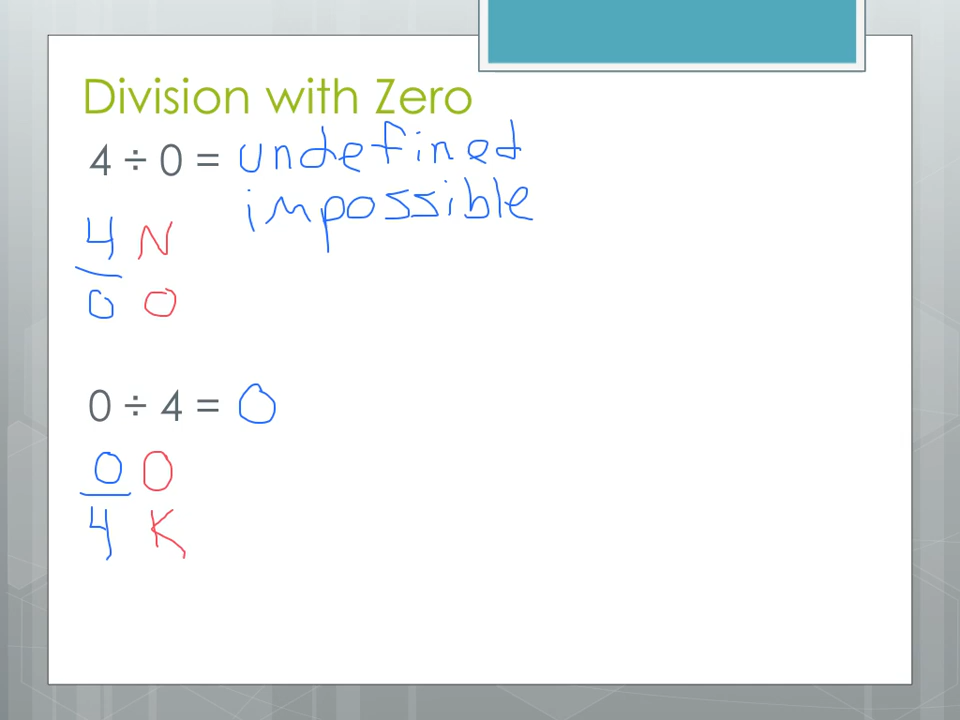 Division with Zero
4 ÷ 0 = undefined
impossible
4 N
0 O
0 ÷ 4 = 0
0 O
4 K